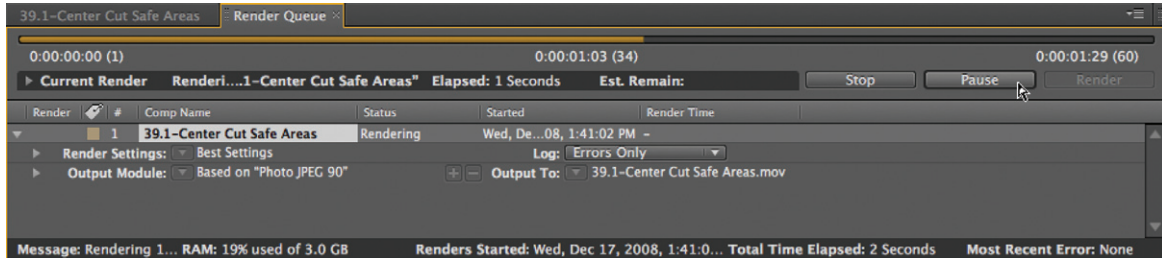 39.1-Center Cut Safe Areas Render Queue ×
0:00:00:00 (1) 0:00:01:03 (34) 0:00:01:29 (60)
Current Render Renderi....1-Center Cut Safe Areas" Elapsed: 1 Seconds Est. Remain: Stop Pause Render
Render # Comp Name Status Started Render Time
1 39.1-Center Cut Safe Areas Rendering Wed, De...08, 1:41:02 PM -
Render Settings: Best Settings Log: Errors Only
Output Module: Based on "Photo JPEG 90" + - Output To: 39.1-Center Cut Safe Areas.mov
Message: Rendering 1... RAM: 19% used of 3.0 GB Renders Started: Wed, Dec 17, 2008, 1:41:0... Total Time Elapsed: 2 Seconds Most Recent Error: None